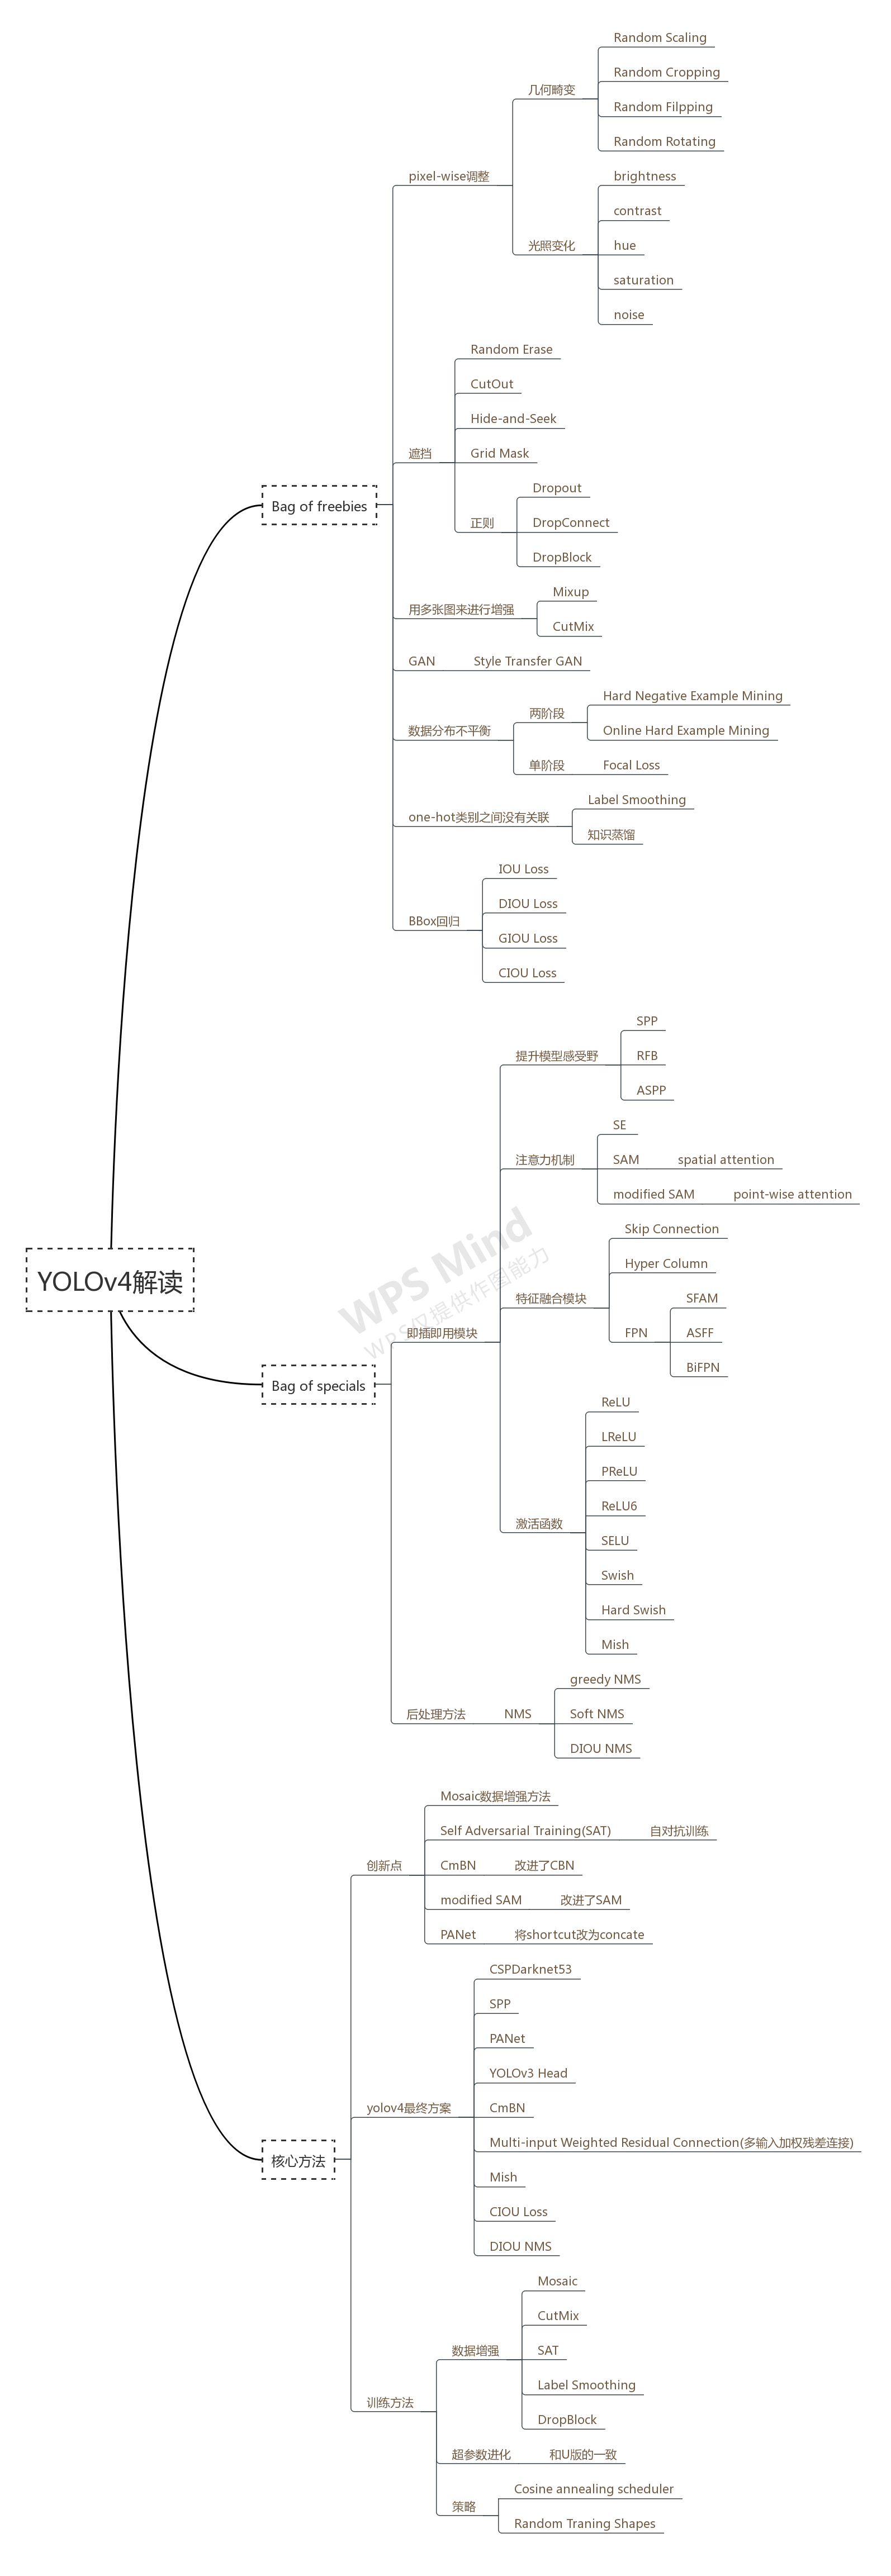 YOLOv4解读
Bag of freebies
pixel-wise调整
几何畸变
Random Scaling
Random Cropping
Random Filpping
Random Rotating
光照变化
brightness
contrast
hue
saturation
noise
遮挡
Random Erase
CutOut
Hide-and-Seek
Grid Mask
正则
Dropout
DropConnect
DropBlock
用多张图来进行增强
Mixup
CutMix
GAN
Style Transfer GAN
数据分布不平衡
两阶段
Hard Negative Example Mining
Online Hard Example Mining
单阶段
Focal Loss
one-hot类别之间没有关联
Label Smoothing
知识蒸馏
BBox回归
IOU Loss
DIOU Loss
GIOU Loss
CIOU Loss
Bag of specials
即插即用模块
提升模型感受野
SPP
RFB
ASPP
注意力机制
SE
SAM
spatial attention
modified SAM
point-wise attention
特征融合模块
Skip Connection
Hyper Column
FPN
SFAM
ASFF
BiFPN
激活函数
ReLU
LReLU
PReLU
ReLU6
SELU
Swish
Hard Swish
Mish
后处理方法
NMS
greedy NMS
Soft NMS
DIOU NMS
核心方法
创新点
Mosaic数据增强方法
Self Adversarial Training(SAT)
自对抗训练
CmBN
改进了CBN
modified SAM
改进了SAM
PANet
将shortcut改为concate
yolov4最终方案
CSPDarknet53
SPP
PANet
YOLOv3 Head
CmBN
Multi-input Weighted Residual Connection(多输入加权残差连接)
Mish
CIOU Loss
DIOU NMS
训练方法
数据增强
Mosaic
CutMix
SAT
Label Smoothing
DropBlock
超参数进化
和U版的一致
策略
Cosine annealing scheduler
Random Traning Shapes
WPS Mind
WPS仅提供作图能力